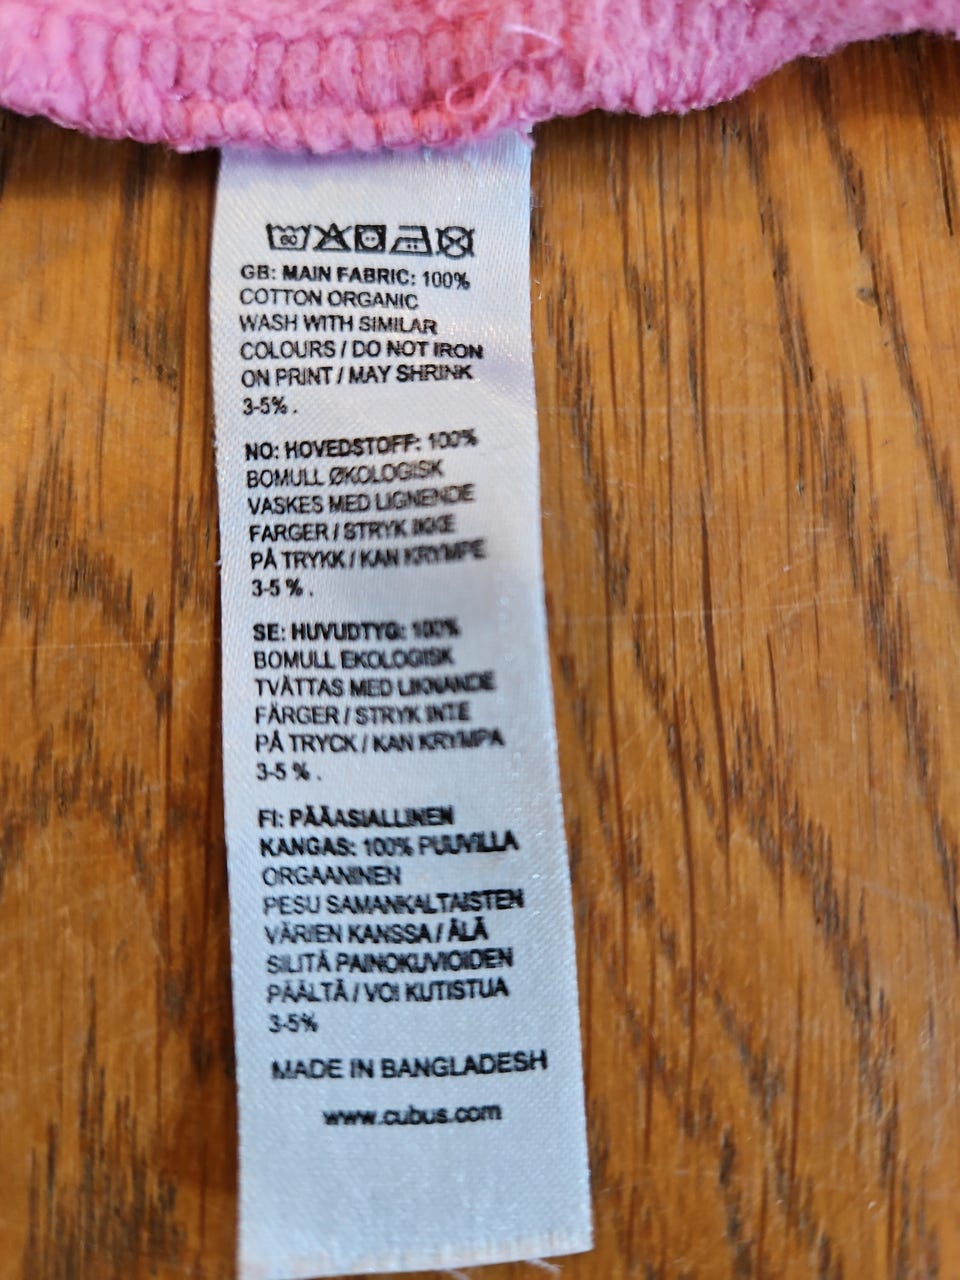 60
GB: MAIN FABRIC: 100%
COTTON ORGANIC
WASH WITH SIMILAR
COLOURS / DO NOT IRON
ON PRINT / MAY SHRINK
3-5% .
NO: HOVEDSTOFF: 100%
BOMULL ØKOLOGISK
VASKES MED LIGNENDE
FARGER / STRYK IKKE
PÅ TRYKK / KAN KRYMPE
3-5 % .
SE: HUVUDTYG: 100%
BOMULL EKOLOGISK
TVÄTTAS MED LIKNANDE
FÄRGER / STRYK INTE
PÅ TRYCK / KAN KRYMPA
3-5 % .
FI: PÄÄASIALLINEN
KANGAS: 100% PUUVILLA
ORGAANINEN
PESU SAMANKALTAISTEN
VÄRIEN KANSSA / ÄLÄ
SILITÄ PAINOKUVIOIDEN
PÄÄLTÄ / VOI KUTISTUA
3-5%
MADE IN BANGLADESH
www.cubus.com